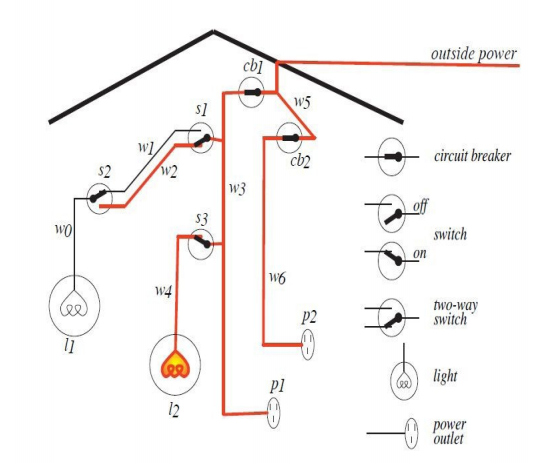 outside power
cb1
w5
s1
cb2
circuit breaker
w1
s2
w2
w3
off
switch
on
w0
s3
w4
w6
two-way
switch
p2
l1
light
p1
l2
power
outlet